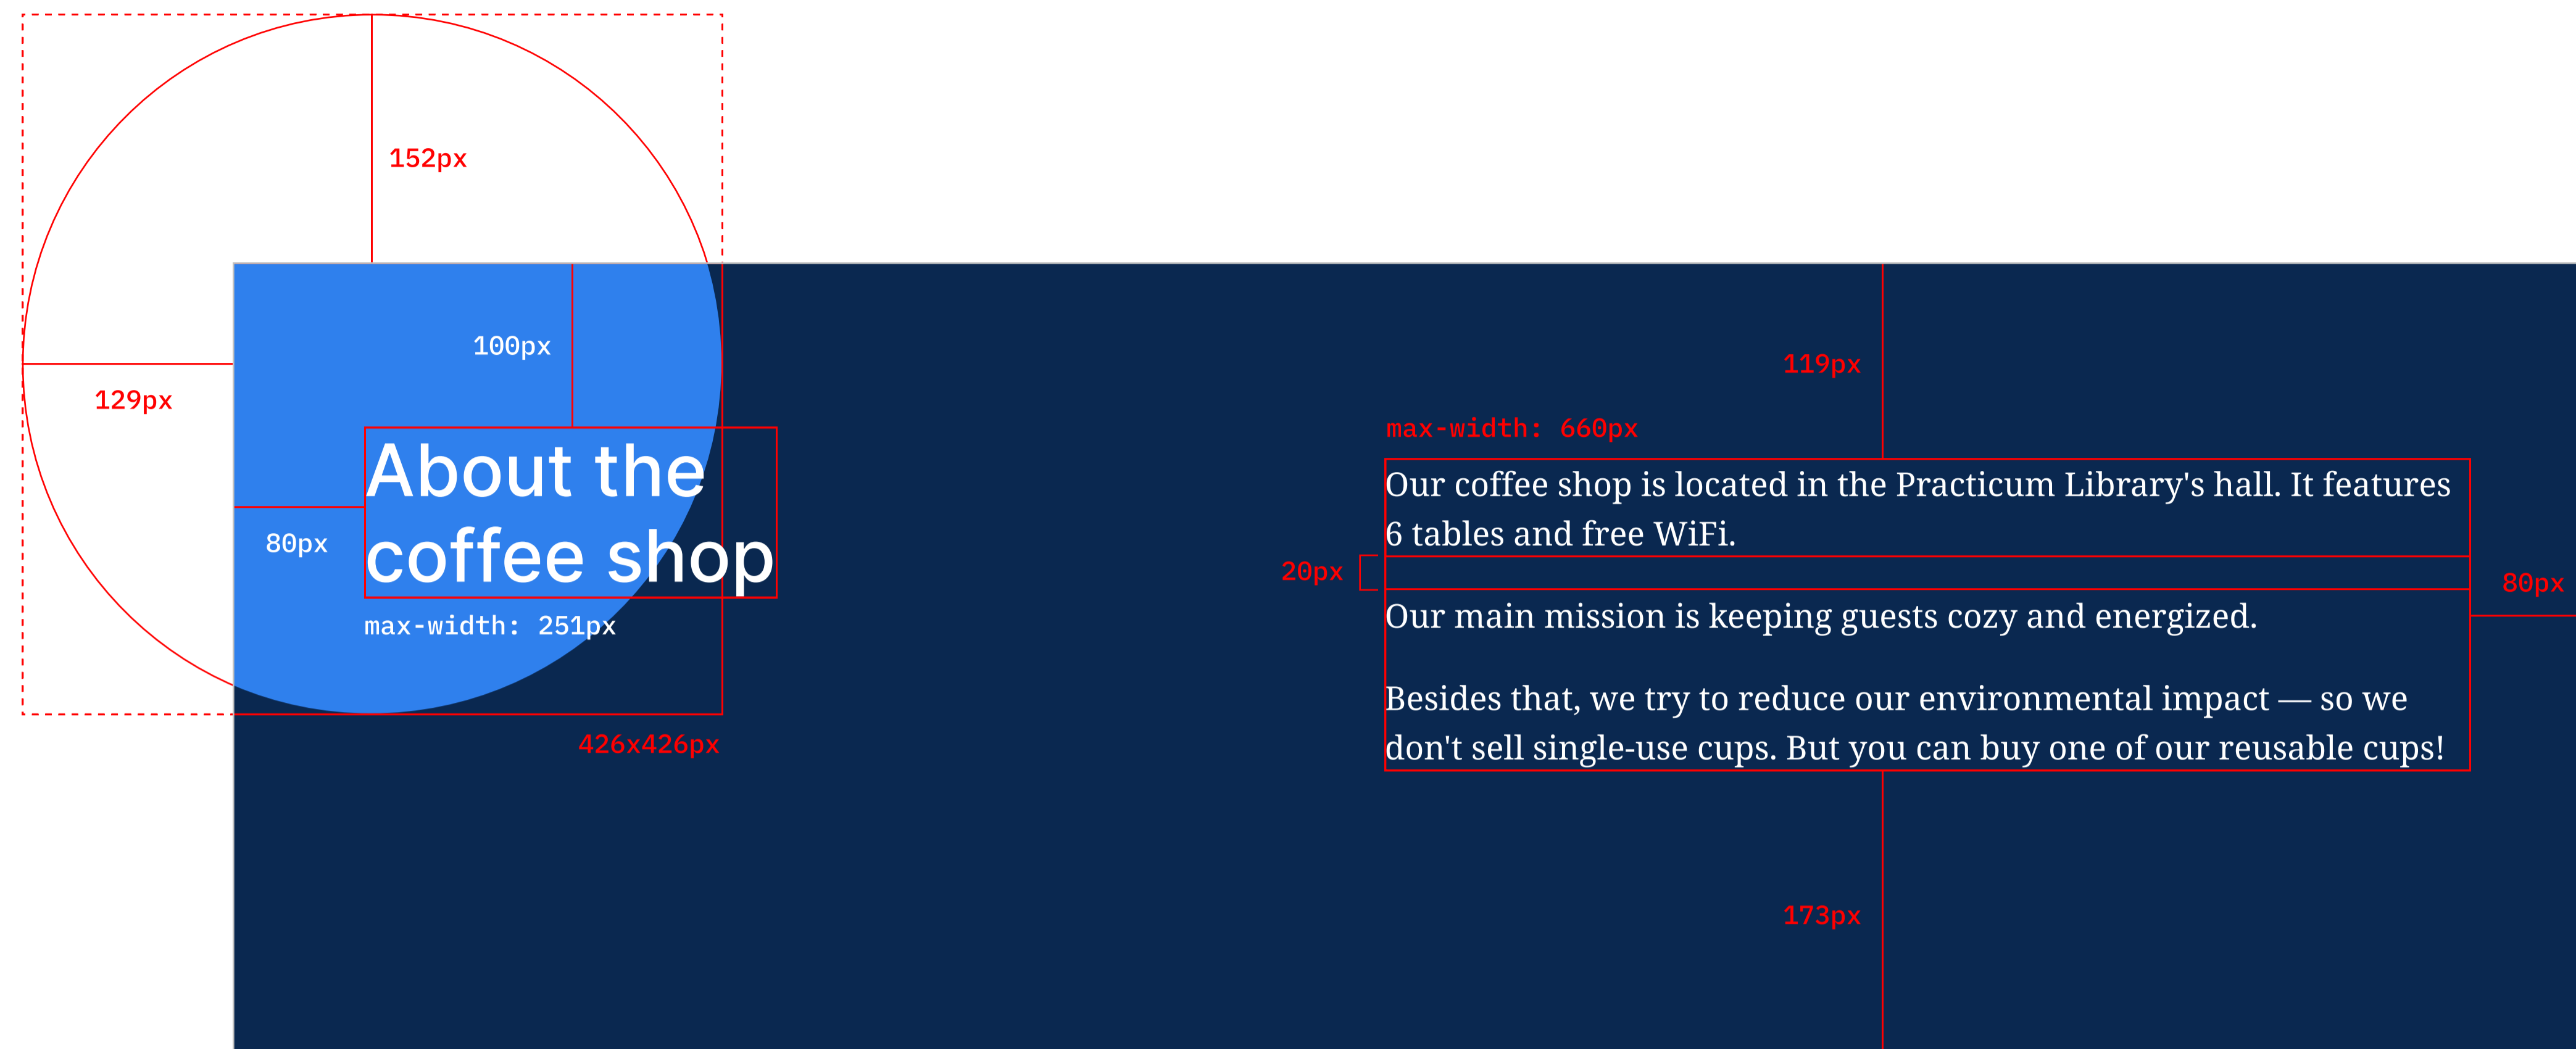 152px
129px
100px
80px
About the
coffee shop
max-width: 251px
426x426px
119px
max-width: 660px
Our coffee shop is located in the Practicum Library's hall. It features
6 tables and free WiFi.
20px
80px
Our main mission is keeping guests cozy and energized.
Besides that, we try to reduce our environmental impact — so we
don't sell single-use cups. But you can buy one of our reusable cups!
173px